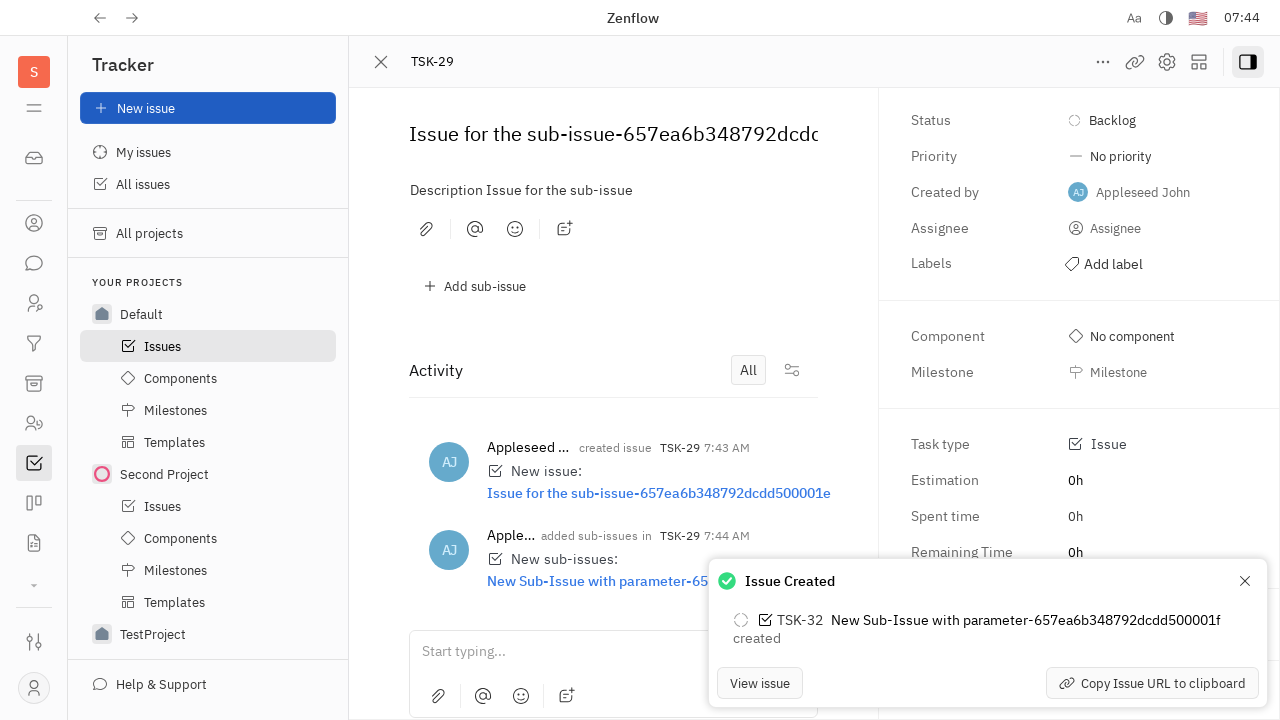 Zenflow
Aa
07:44
S
Tracker
New issue
My issues
All issues
All projects
YOUR PROJECTS
Default
Issues
Components
Milestones
Templates
Second Project
Issues
Components
Milestones
Templates
TestProject
Help & Support
TSK-29
Issue for the sub-issue-657ea6b348792dcdc
Description Issue for the sub-issue
Add sub-issue
Activity
All
AJ
Appleseed ... created issue TSK-29 7:43 AM
New issue:
Issue for the sub-issue-657ea6b348792dcdd500001e
AJ
Apple... added sub-issues in TSK-29 7:44 AM
New sub-issues:
New Sub-Issue with parameter-65
Start typing...
Status
Backlog
Priority
No priority
Created by
AJ Appleseed John
Assignee
Assignee
Labels
Add label
Component
No component
Milestone
Milestone
Task type
Issue
Estimation
0h
Spent time
0h
Remaining Time
0h
Issue Created
TSK-32 New Sub-Issue with parameter-657ea6b348792dcdd500001f
created
View issue
Copy Issue URL to clipboard